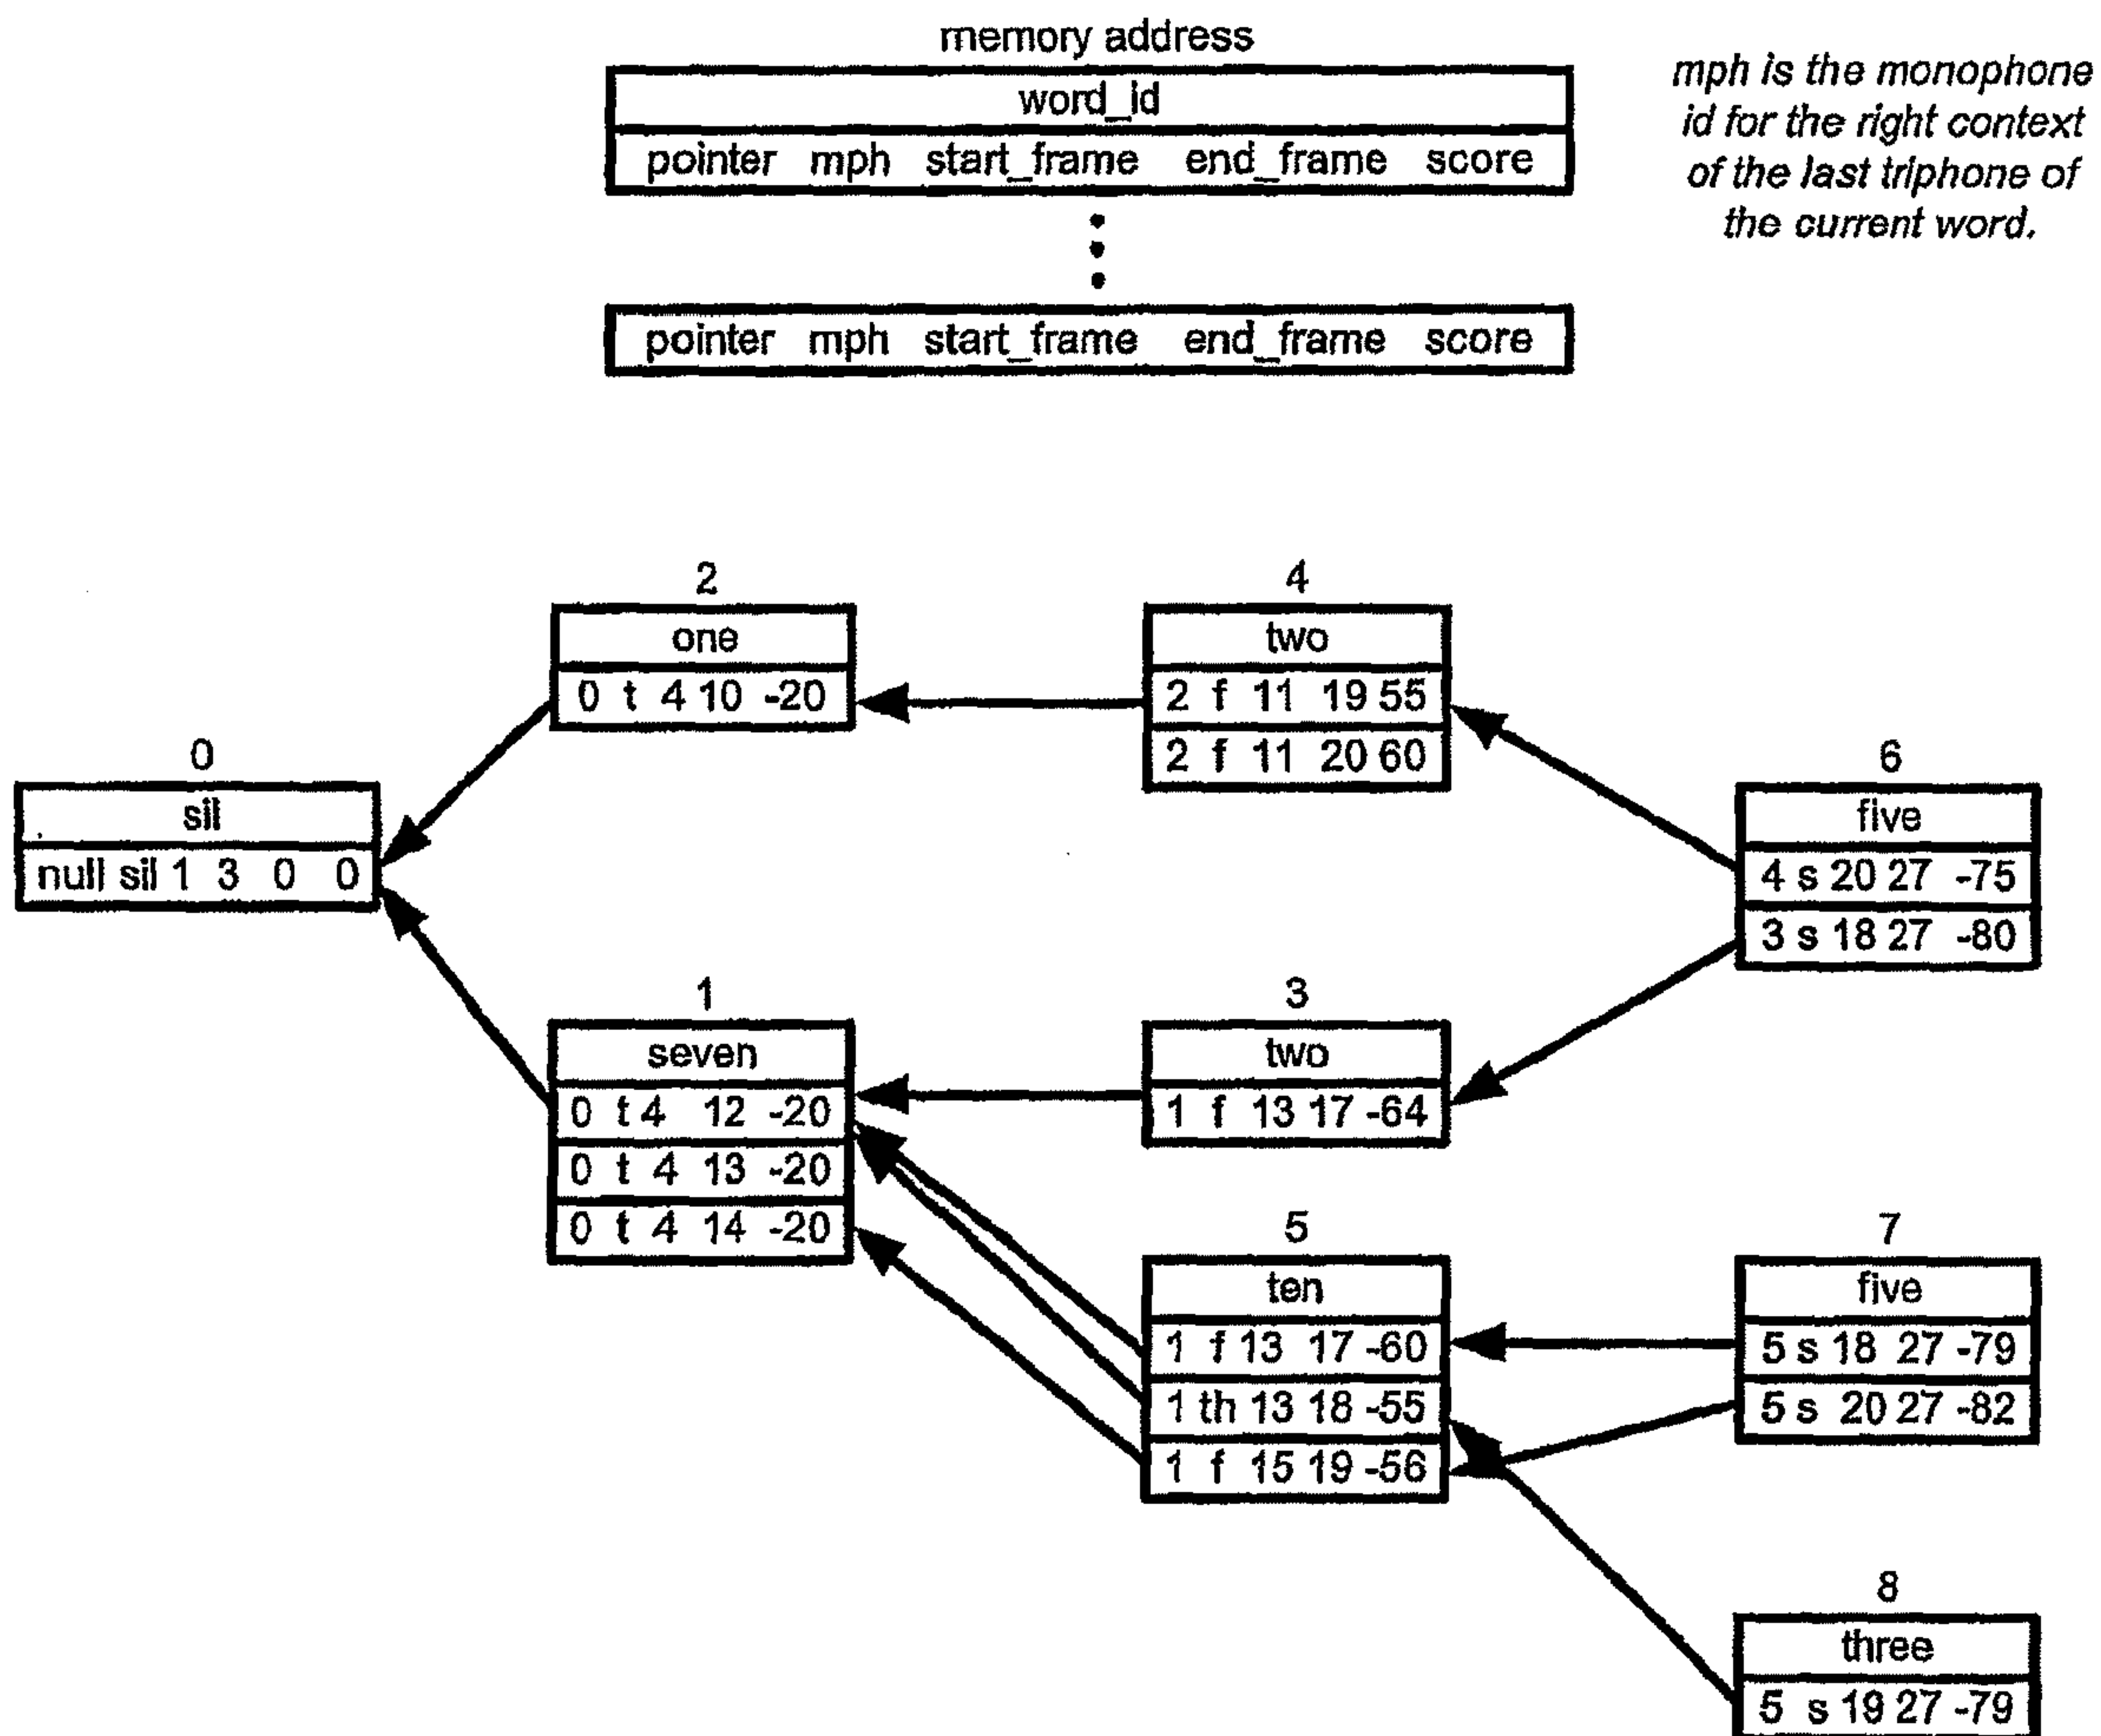 memory address
word_id
pointer mph start_frame end_frame score
pointer mph start_frame end_frame score
mph is the monophone
id for the right context
of the last triphone of
the current word.
0
sil
null sil 1 3 0 0
2
one
0 t 4 10 -20
1
seven
0 t 4 12 -20
0 t 4 13 -20
0 t 4 14 -20
4
two
2 f 11 19 55
2 f 11 20 60
3
two
1 f 13 17 -64
5
ten
1 f 13 17 -60
1 th 13 18 -55
1 f 15 19 -56
6
five
4 s 20 27 -75
3 s 18 27 -80
7
five
5 s 18 27 -79
5 s 20 27 -82
8
three
5 s 19 27 -79